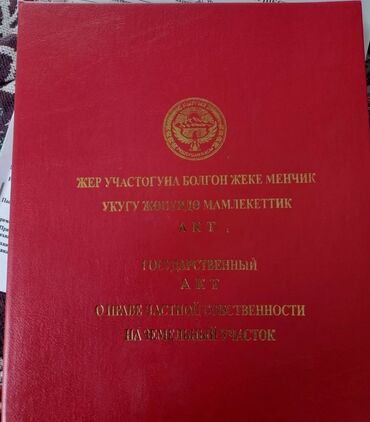 ЖЕР УЧАСТОГУНА БОЛГОН ЖЕКЕ МЕНЧИК
УКУГУ ЖӨНҮНДӨ МАМЛЕКЕТТИК
АКТ
ГОСУДАРСТВЕННЫЙ
АКТ
О ПРАВЕ ЧАСТНОЙ СОБСТВЕННОСТИ
НА ЗЕМЕЛЬНЫЙ УЧАСТОК